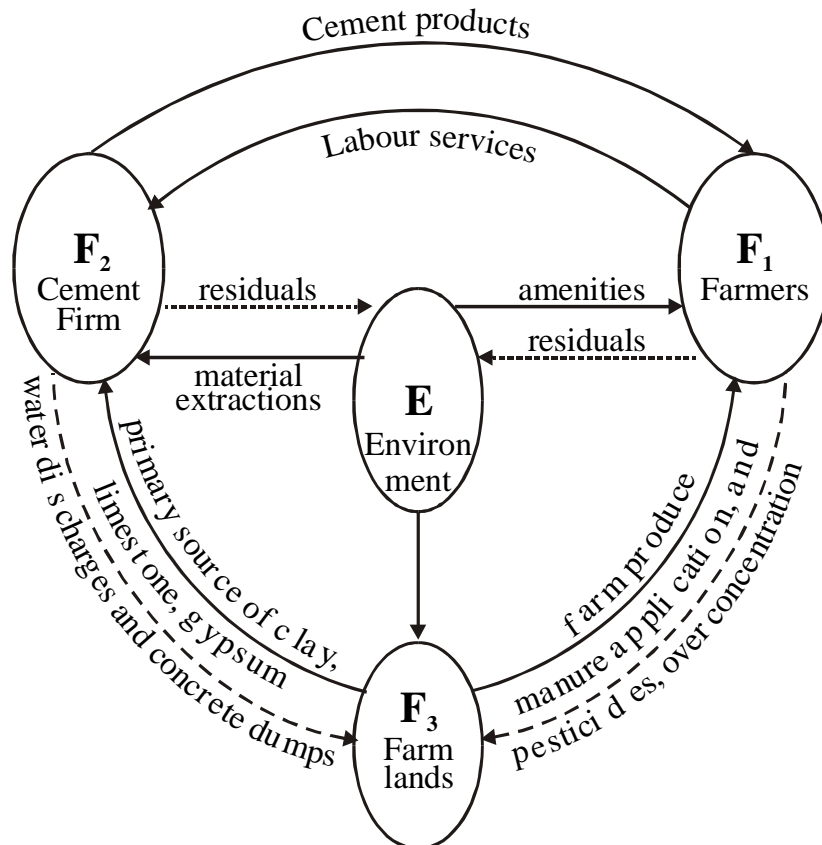 Cement products
Labour services
F₂
Cement
Firm
F₁
Farmers
residuals
amenities
residuals
material
extractions
E
Environ
ment
primary source of clay,
limestone, gypsum
water discharges and concrete dumps
farm produce
manure application, and
pesticides, over concentration
F₃
Farm
lands